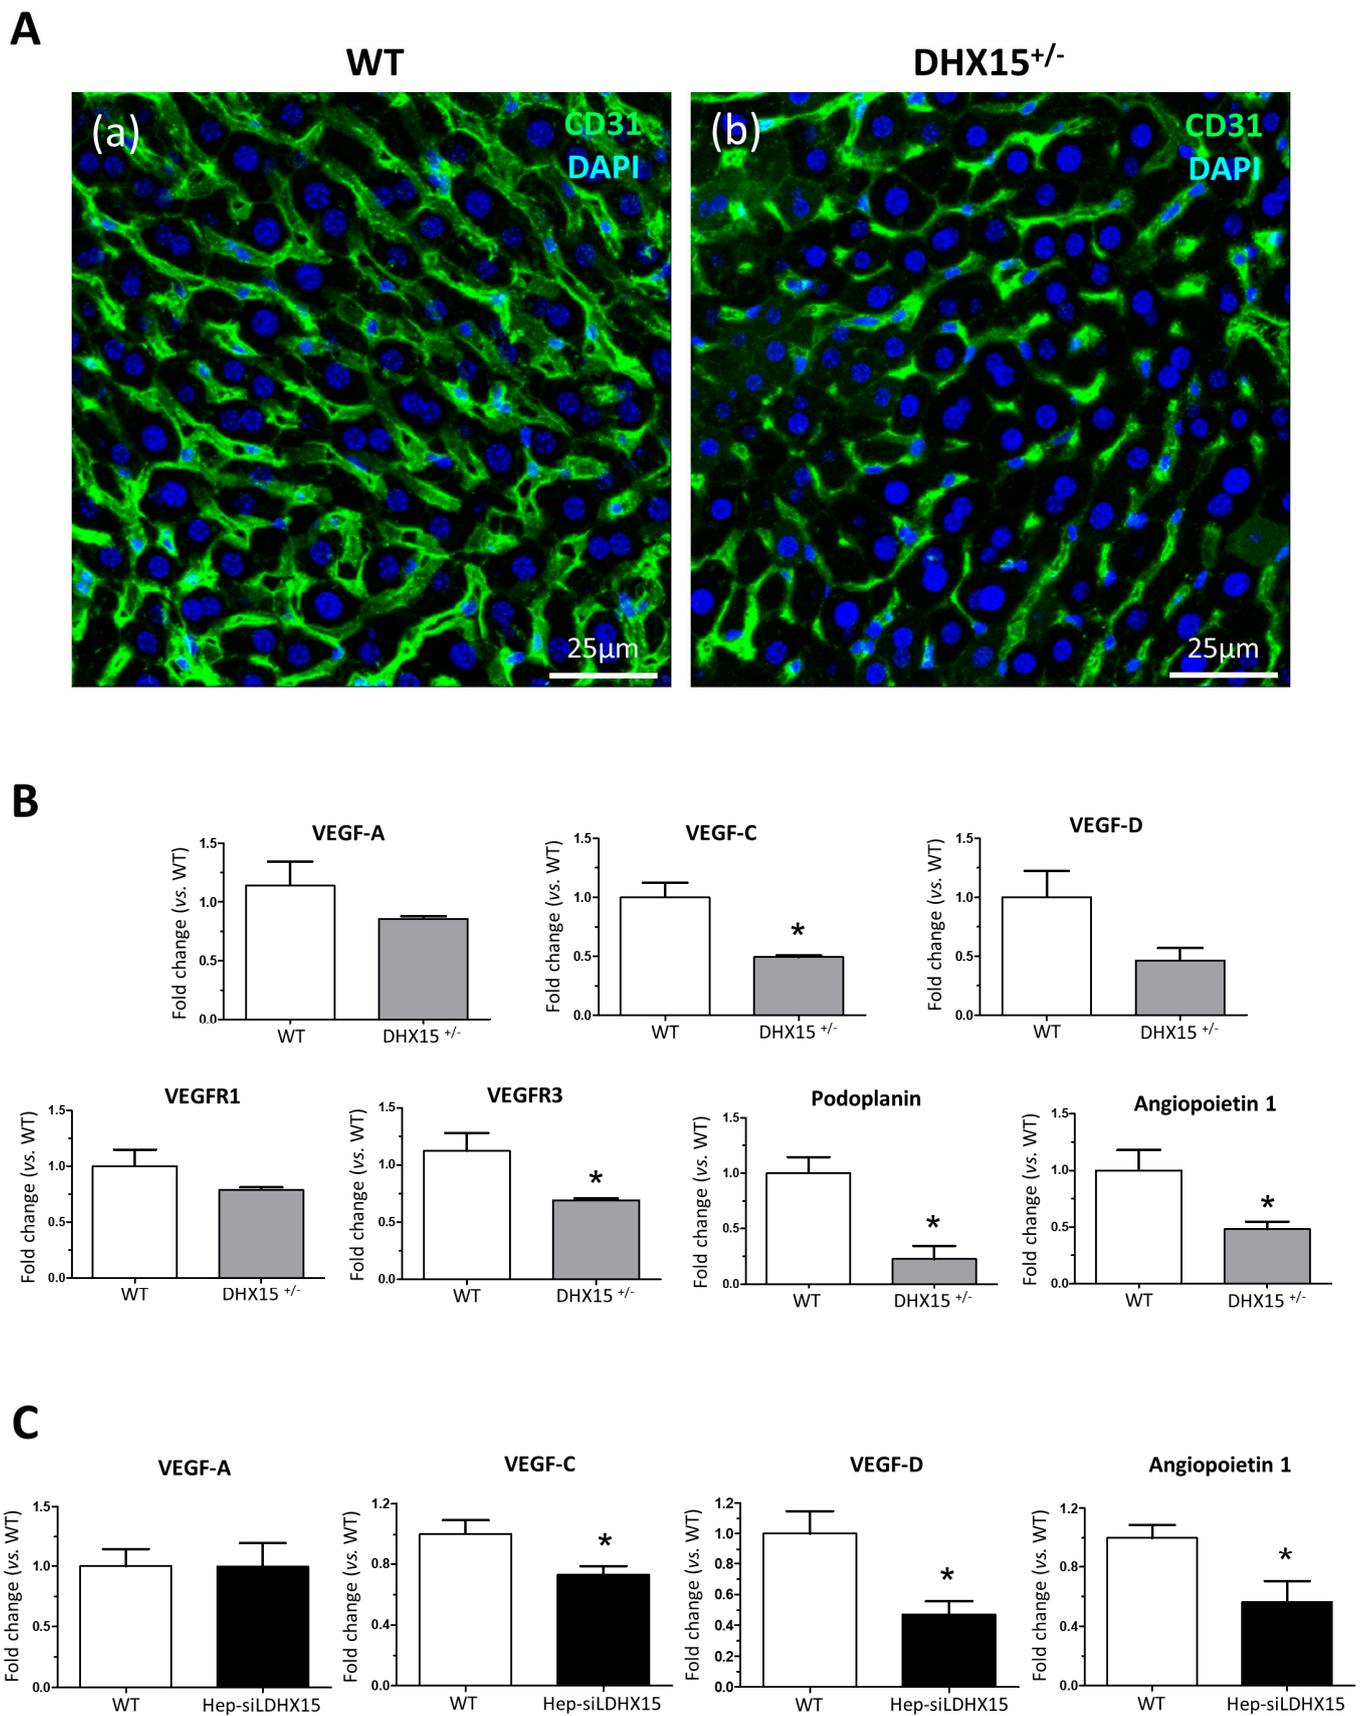 A
WT
DHX15+/-
(a)
CD31
DAPI
25µm
(b)
CD31
DAPI
25µm
B
VEGF-A
Fold change (vs. WT)
1.5
1.0
0.5
0.0
WT
DHX15 +/-
VEGF-C
Fold change (vs. WT)
1.5
1.0
0.5
0.0
*
WT
DHX15 +/-
VEGF-D
Fold change (vs. WT)
1.5
1.0
0.5
0.0
WT
DHX15 +/-
VEGFR1
Fold change (vs. WT)
1.5
1.0
0.5
0.0
WT
DHX15 +/-
VEGFR3
Fold change (vs. WT)
1.5
1.0
0.5
0.0
*
WT
DHX15 +/-
Podoplanin
Fold change (vs. WT)
1.5
1.0
0.5
0.0
*
WT
DHX15 +/-
Angiopoietin 1
Fold change (vs. WT)
1.5
1.0
0.5
0.0
*
WT
DHX15 +/-
C
VEGF-A
Fold change (vs. WT)
1.5
1.0
0.5
0.0
WT
Hep-siLDHX15
VEGF-C
Fold change (vs. WT)
1.2
0.8
0.4
0.0
*
WT
Hep-siLDHX15
VEGF-D
Fold change (vs. WT)
1.2
1.0
0.8
0.6
0.4
0.2
0.0
*
WT
Hep-siLDHX15
Angiopoietin 1
Fold change (vs. WT)
1.2
0.8
0.4
0.0
*
WT
Hep-siLDHX15